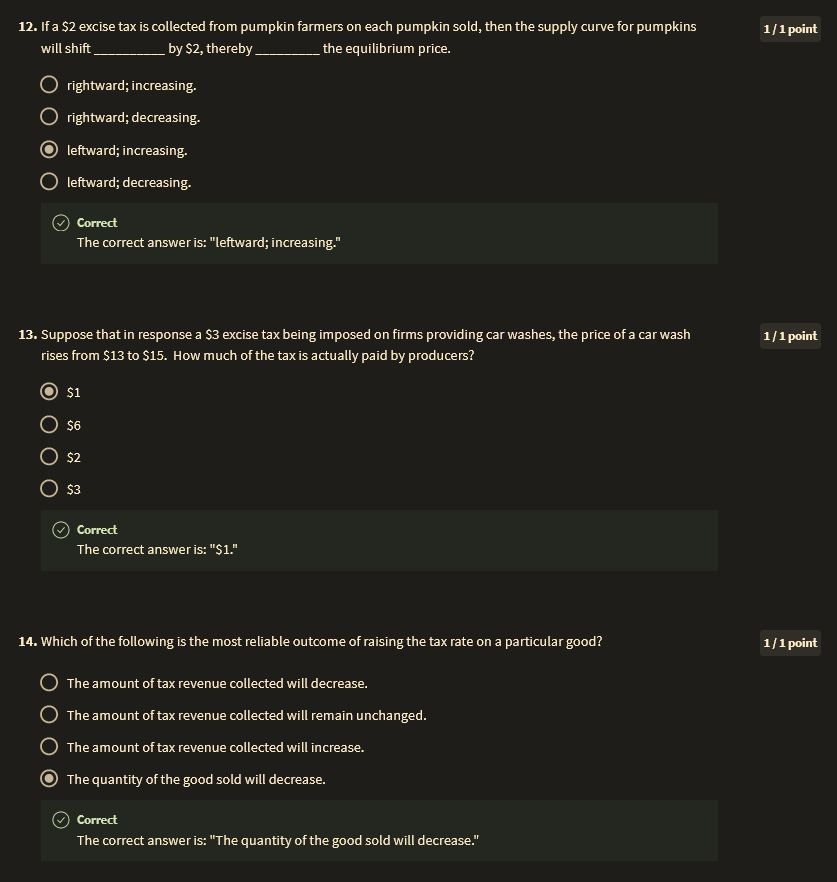 12. If a $2 excise tax is collected from pumpkin farmers on each pumpkin sold, then the supply curve for pumpkins
1 / 1 point
will shift __________ by $2, thereby _________ the equilibrium price.
rightward; increasing.
rightward; decreasing.
leftward; increasing.
leftward; decreasing.
Correct
The correct answer is: "leftward; increasing."
13. Suppose that in response a $3 excise tax being imposed on firms providing car washes, the price of a car wash
1 / 1 point
rises from $13 to $15. How much of the tax is actually paid by producers?
$1
$6
$2
$3
Correct
The correct answer is: "$1."
14. Which of the following is the most reliable outcome of raising the tax rate on a particular good?
1 / 1 point
The amount of tax revenue collected will decrease.
The amount of tax revenue collected will remain unchanged.
The amount of tax revenue collected will increase.
The quantity of the good sold will decrease.
Correct
The correct answer is: "The quantity of the good sold will decrease."